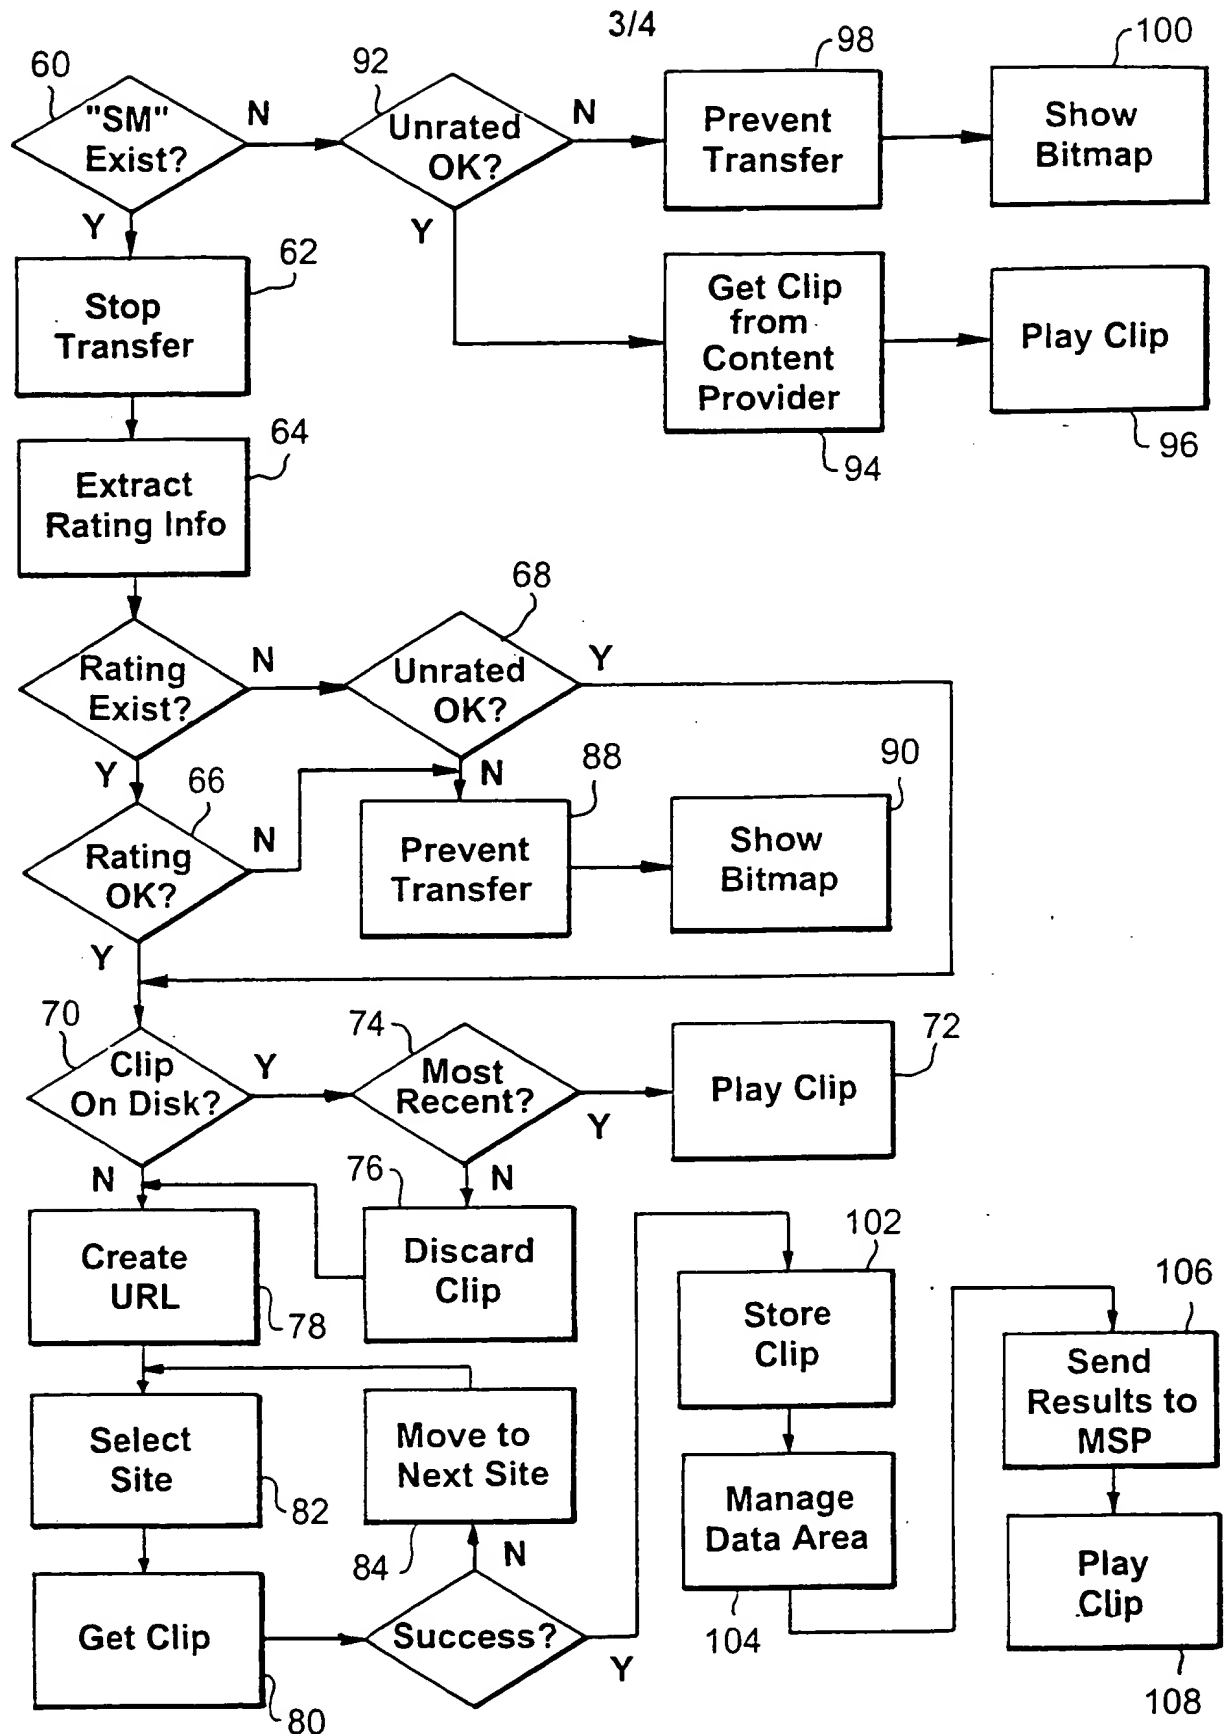 3/4
60
"SM"
Exist?
N
Y
92
Unrated
OK?
N
Y
98
Prevent
Transfer
100
Show
Bitmap
62
Stop
Transfer
Get Clip
from
Content
Provider
94
Play Clip
96
64
Extract
Rating Info
Rating
Exist?
N
Y
68
Unrated
OK?
Y
N
66
Rating
OK?
N
Y
88
Prevent
Transfer
90
Show
Bitmap
70
Clip
On Disk?
Y
N
74
Most
Recent?
Y
N
72
Play Clip
76
Discard
Clip
Create
URL
78
Select
Site
82
Move to
Next Site
84
Get Clip
80
Success?
N
Y
102
Store
Clip
Manage
Data Area
104
106
Send
Results to
MSP
Play
Clip
108